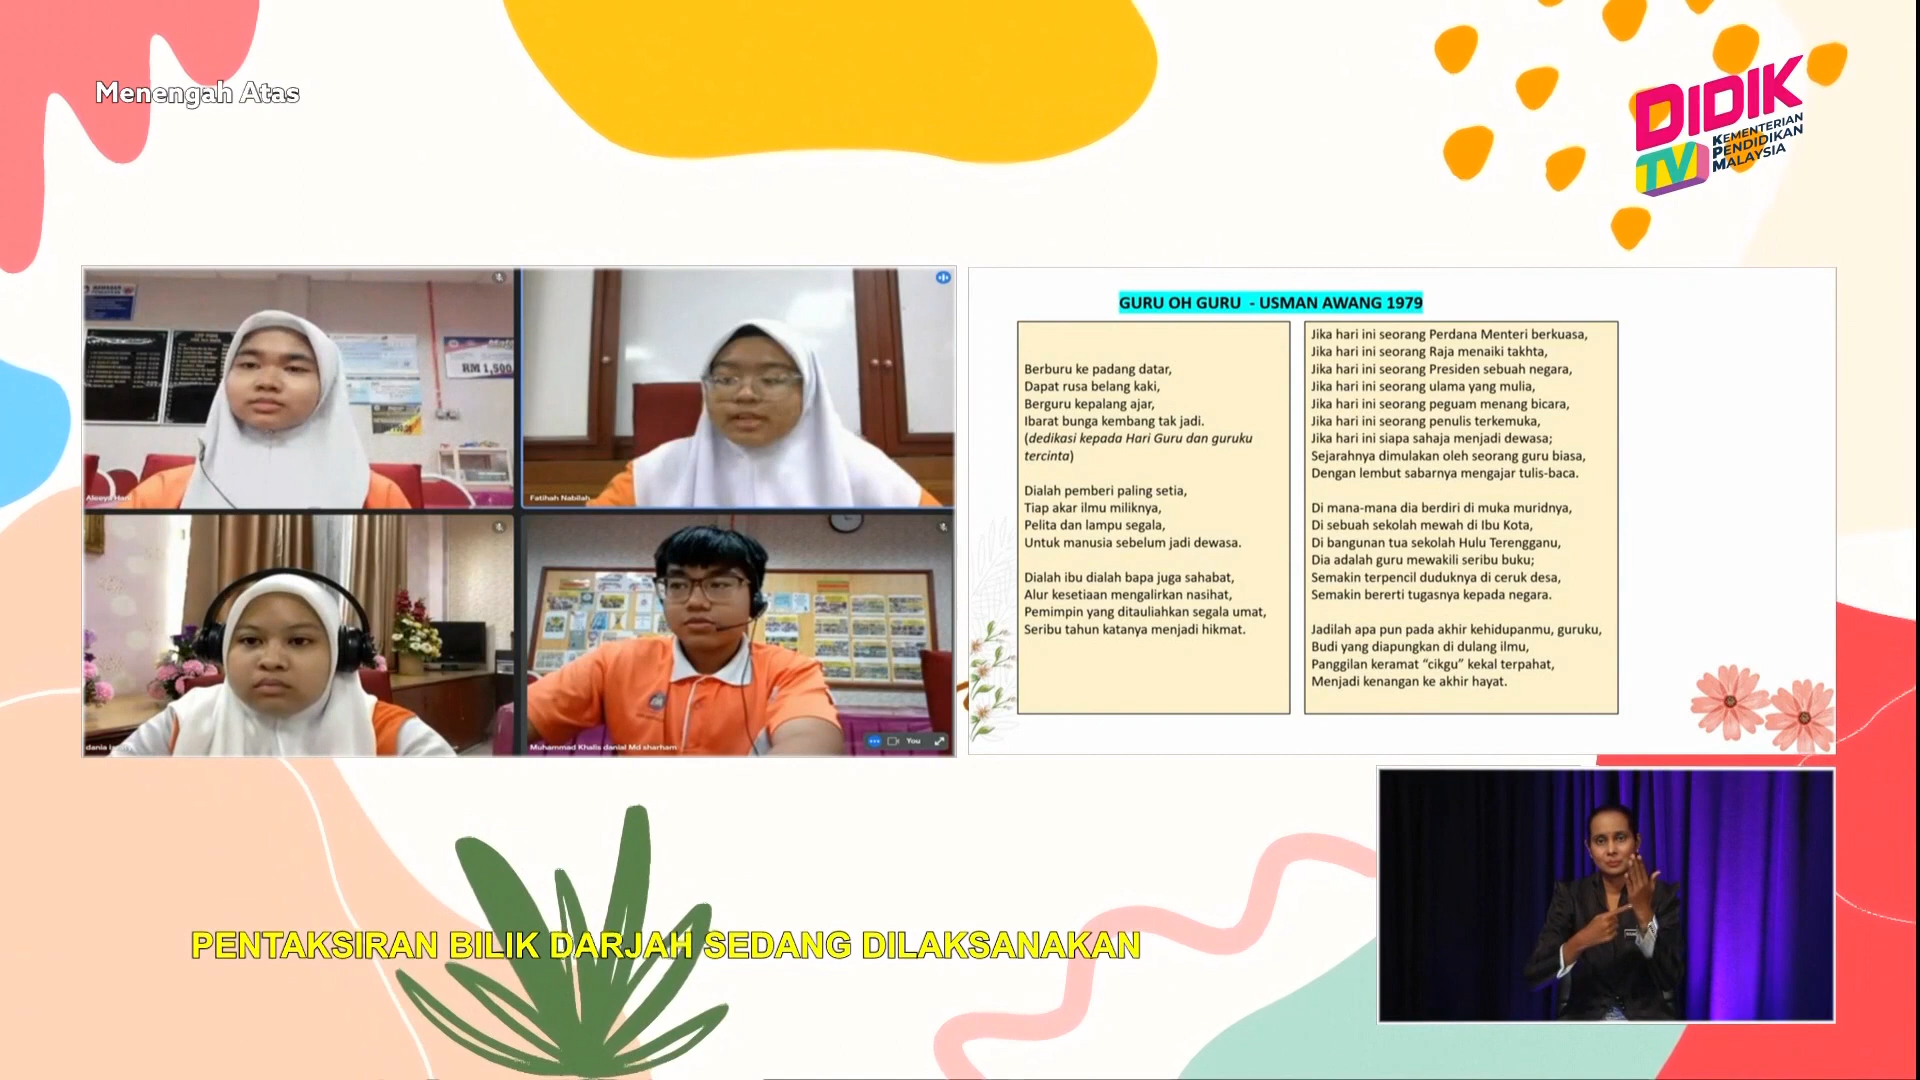 Menengah Atas
DIDIK
TV
KEMENTERIAN
PENDIDIKAN
MALAYSIA
RM 1,500
Aleeya Hani
Fatihah Nabilah
Muhammad Khalis danial Md sharham
You
GURU OH GURU - USMAN AWANG 1979
Berburu ke padang datar,
Dapat rusa belang kaki,
Berguru kepalang ajar,
Ibarat bunga kembang tak jadi.
(dedikasi kepada Hari Guru dan guruku
tercinta)
Dialah pemberi paling setia,
Tiap akar ilmu miliknya,
Pelita dan lampu segala,
Untuk manusia sebelum jadi dewasa.
Dialah ibu dialah bapa juga sahabat,
Alur kesetiaan mengalirkan nasihat,
Pemimpin yang ditauliahkan segala umat,
Seribu tahun katanya menjadi hikmat.
Jika hari ini seorang Perdana Menteri berkuasa,
Jika hari ini seorang Raja menaiki takhta,
Jika hari ini seorang Presiden sebuah negara,
Jika hari ini seorang ulama yang mulia,
Jika hari ini seorang peguam menang bicara,
Jika hari ini seorang penulis terkemuka,
Jika hari ini siapa sahaja menjadi dewasa;
Sejarahnya dimulakan oleh seorang guru biasa,
Dengan lembut sabarnya mengajar tulis-baca.
Di mana-mana dia berdiri di muka muridnya,
Di sebuah sekolah mewah di Ibu Kota,
Di bangunan tua sekolah Hulu Terengganu,
Dia adalah guru mewakili seribu buku;
Semakin terpencil duduknya di ceruk desa,
Semakin bererti tugasnya kepada negara.
Jadilah apa pun pada akhir kehidupanmu, guruku,
Budi yang diapungkan di dulang ilmu,
Panggilan keramat “cikgu” kekal terpahat,
Menjadi kenangan ke akhir hayat.
PENTAKSIRAN BILIK DARJAH SEDANG DILAKSANAKAN